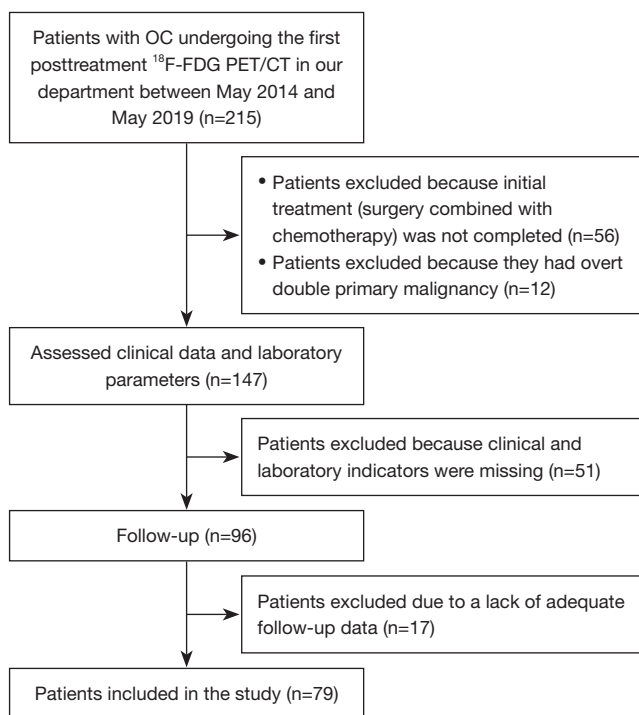 Patients with OC undergoing the first
posttreatment ¹⁸F-FDG PET/CT in our
department between May 2014 and
May 2019 (n=215)
• Patients excluded because initial
treatment (surgery combined with
chemotherapy) was not completed (n=56)
• Patients excluded because they had overt
double primary malignancy (n=12)
Assessed clinical data and laboratory
parameters (n=147)
Patients excluded because clinical and
laboratory indicators were missing (n=51)
Follow-up (n=96)
Patients excluded due to a lack of adequate
follow-up data (n=17)
Patients included in the study (n=79)